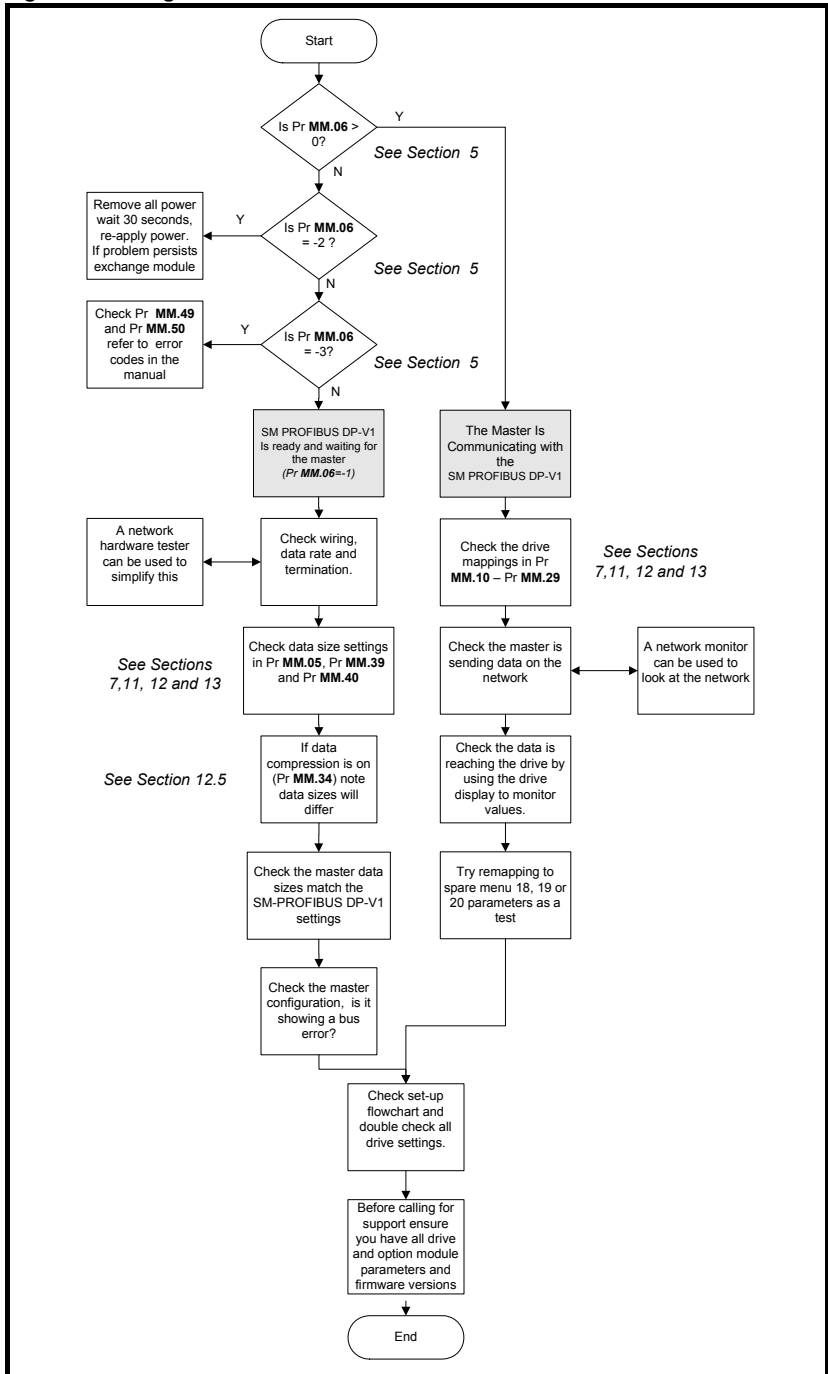 Start
Is Pr MM.06 >
0?
Y
See Section 5
N
Remove all power
wait 30 seconds,
re-apply power.
If problem persists
exchange module
Y
Is Pr MM.06
= -2 ?
See Section 5
N
Check Pr MM.49
and Pr MM.50
refer to error
codes in the
manual
Y
Is Pr MM.06
= -3?
See Section 5
N
SM PROFIBUS DP-V1
Is ready and waiting for
the master
(Pr MM.06=-1)
The Master Is
Communicating with
the
SM PROFIBUS DP-V1
A network
hardware tester
can be used to
simplify this
Check wiring,
data rate and
termination.
Check the drive
mappings in Pr
MM.10 – Pr MM.29
See Sections
7,11, 12 and 13
See Sections
7,11, 12 and 13
Check data size settings
in Pr MM.05, Pr MM.39
and Pr MM.40
Check the master is
sending data on the
network
A network monitor
can be used to
look at the network
See Section 12.5
If data
compression is on
(Pr MM.34) note
data sizes will
differ
Check the data is
reaching the drive by
using the drive
display to monitor
values.
Check the master data
sizes match the
SM-PROFIBUS DP-V1
settings
Try remapping to
spare menu 18, 19 or
20 parameters as a
test
Check the master
configuration, is it
showing a bus
error?
Check set-up
flowchart and
double check all
drive settings.
Before calling for
support ensure
you have all drive
and option module
parameters and
firmware versions
End